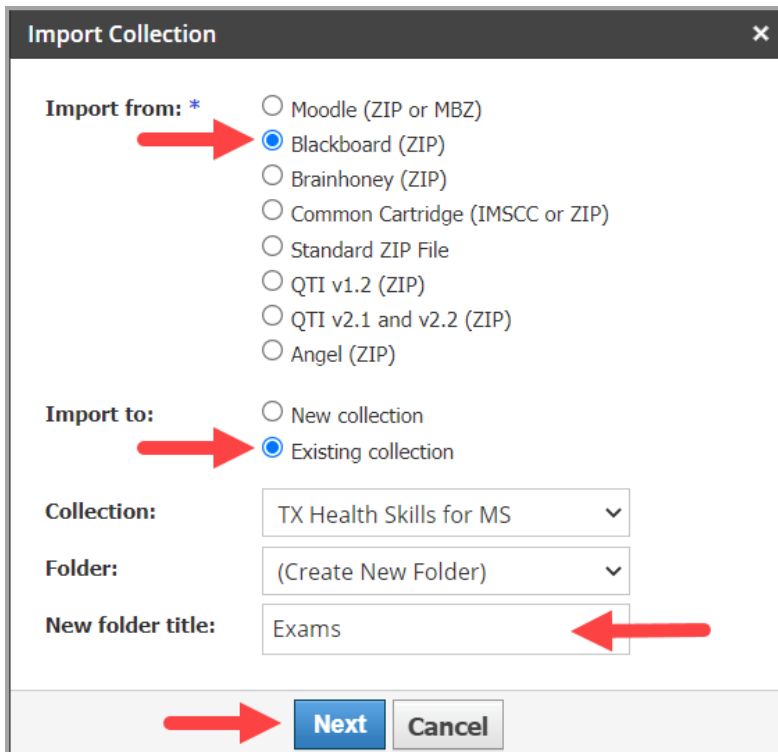 Import Collection ×
Import from: * Moodle (ZIP or MBZ)
Blackboard (ZIP)
Brainhoney (ZIP)
Common Cartridge (IMSCC or ZIP)
Standard ZIP File
QTI v1.2 (ZIP)
QTI v2.1 and v2.2 (ZIP)
Angel (ZIP)
Import to: New collection
Existing collection
Collection: TX Health Skills for MS
Folder: (Create New Folder)
New folder title: Exams
Next Cancel